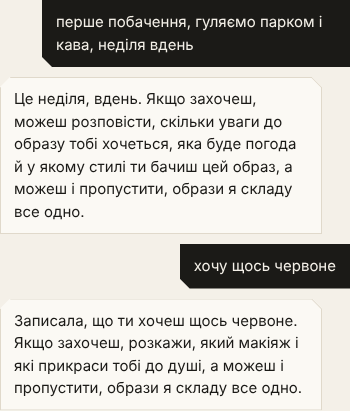 перше побачення, гуляємо парком і
кава, неділя вдень
Це неділя, вдень. Якщо захочеш,
можеш розповісти, скільки уваги до
образу тобі хочеться, яка буде погода
й у якому стилі ти бачиш цей образ, а
можеш і пропустити, образи я складу
все одно.
хочу щось червоне
Записала, що ти хочеш щось червоне.
Якщо захочеш, розкажи, який макіяж і
які прикраси тобі до душі, а можеш і
пропустити, образи я складу все одно.